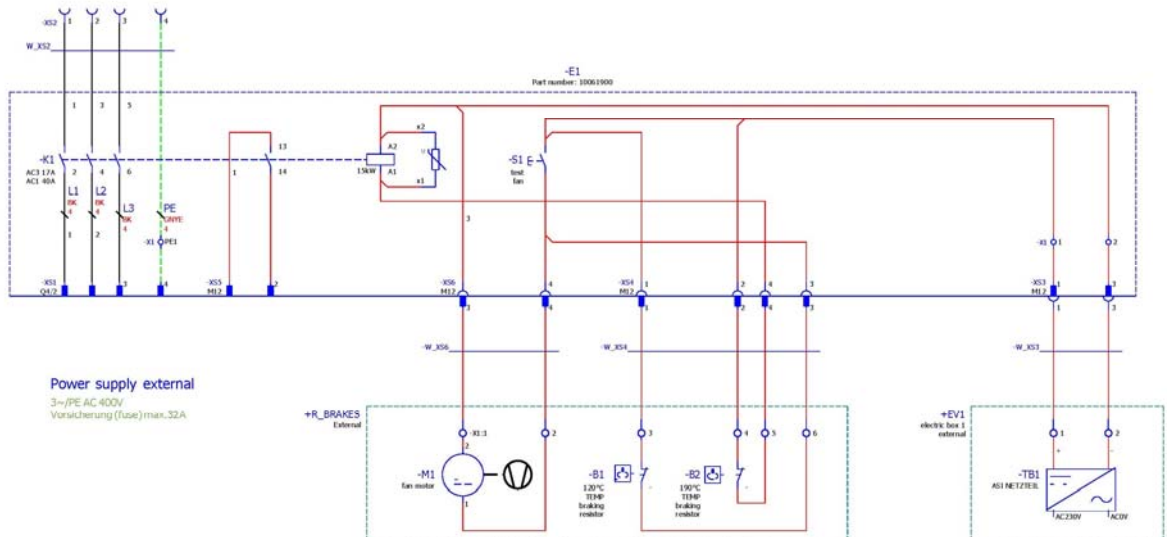 -XS2 1 2 3 4
W_XS2
-E1
Part number: 10061900
1 3 5
x2
13
A2
-K1
-S1
AC3 17A 2 4 6 14 15kW A1
AC1 40A
1
test
fan
x1
L1 L2 L3 PE
BK BK BK GNYE
4 4 4 4
3
1 2 -X1 PE1
-X1 1 2
-XS1 3 4 -XS5 2 -XS6 4 -XS4 1 2 4 3 -XS3 1 3
Q4/2 M12 M12 M12 M12
3 4 1 2 4 3 1 3
-W_XS6 -W_XS4 -W_XS3
Power supply external
3~/PE AC 400V
Vorsicherung (fuse) max.32A
+R_BRAKES
External
+EV1
electric box 1
external
-X1:1 2 3 4 5 6 1 2
2
+ -
-M1
fan motor
1
-B1
120°C
TEMP
braking
resistor
-B2
190°C
TEMP
braking
resistor
-TB1
ASI NETZTEIL
AC230V AC0V